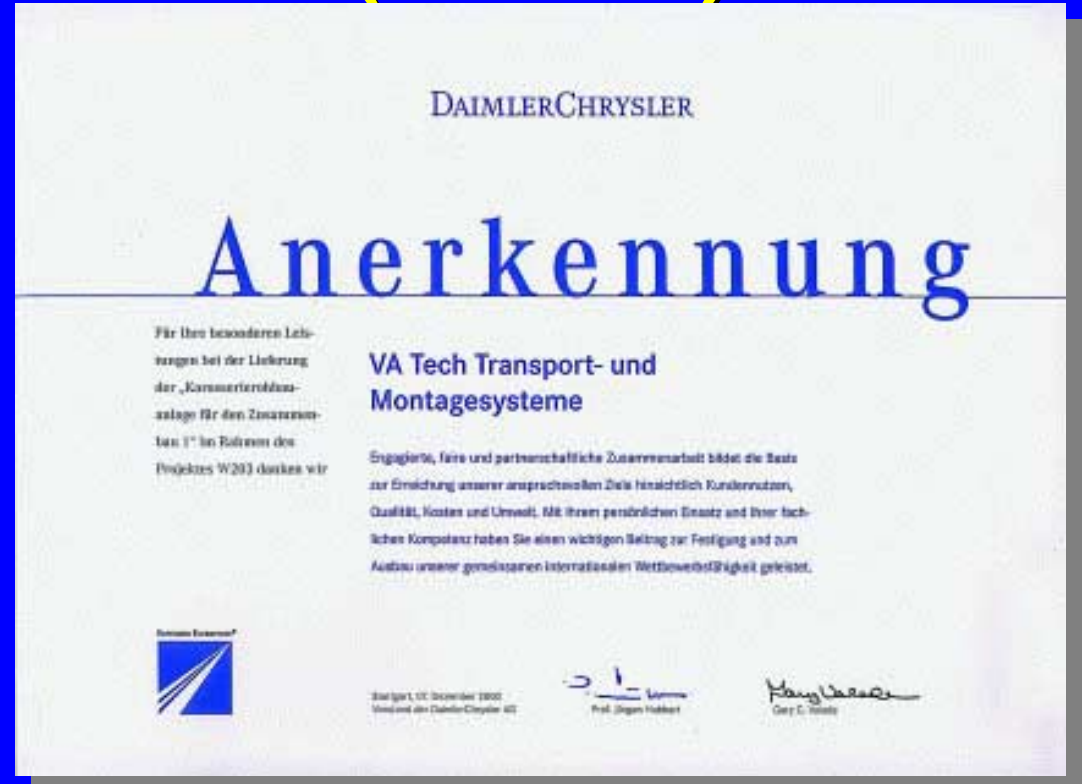 DAIMLERCHRYSLER
Anerkennung
Für Ihre besonderen Leis-
tungen bei der Lieferung
der „Karosserierohbau-
anlage für den Zusammen-
bau 1" im Rahmen des
Projektes W203 danken wir
VA Tech Transport- und
Montagesysteme
Engagierte, faire und partnerschaftliche Zusammenarbeit bildet die Basis
zur Erreichung unserer anspruchsvollen Ziele hinsichtlich Kundennutzen,
Qualität, Kosten und Umwelt. Mit Ihrem persönlichen Einsatz und Ihrer fach-
lichen Kompetenz haben Sie einen wichtigen Beitrag zur Festigung und zum
Ausbau unserer gemeinsamen internationalen Wettbewerbsfähigkeit geleistet.
Stuttgart, Dezember
Vorstand der DaimlerChrysler AG
Prof. Jürgen Hubbert
Gary C. Valade